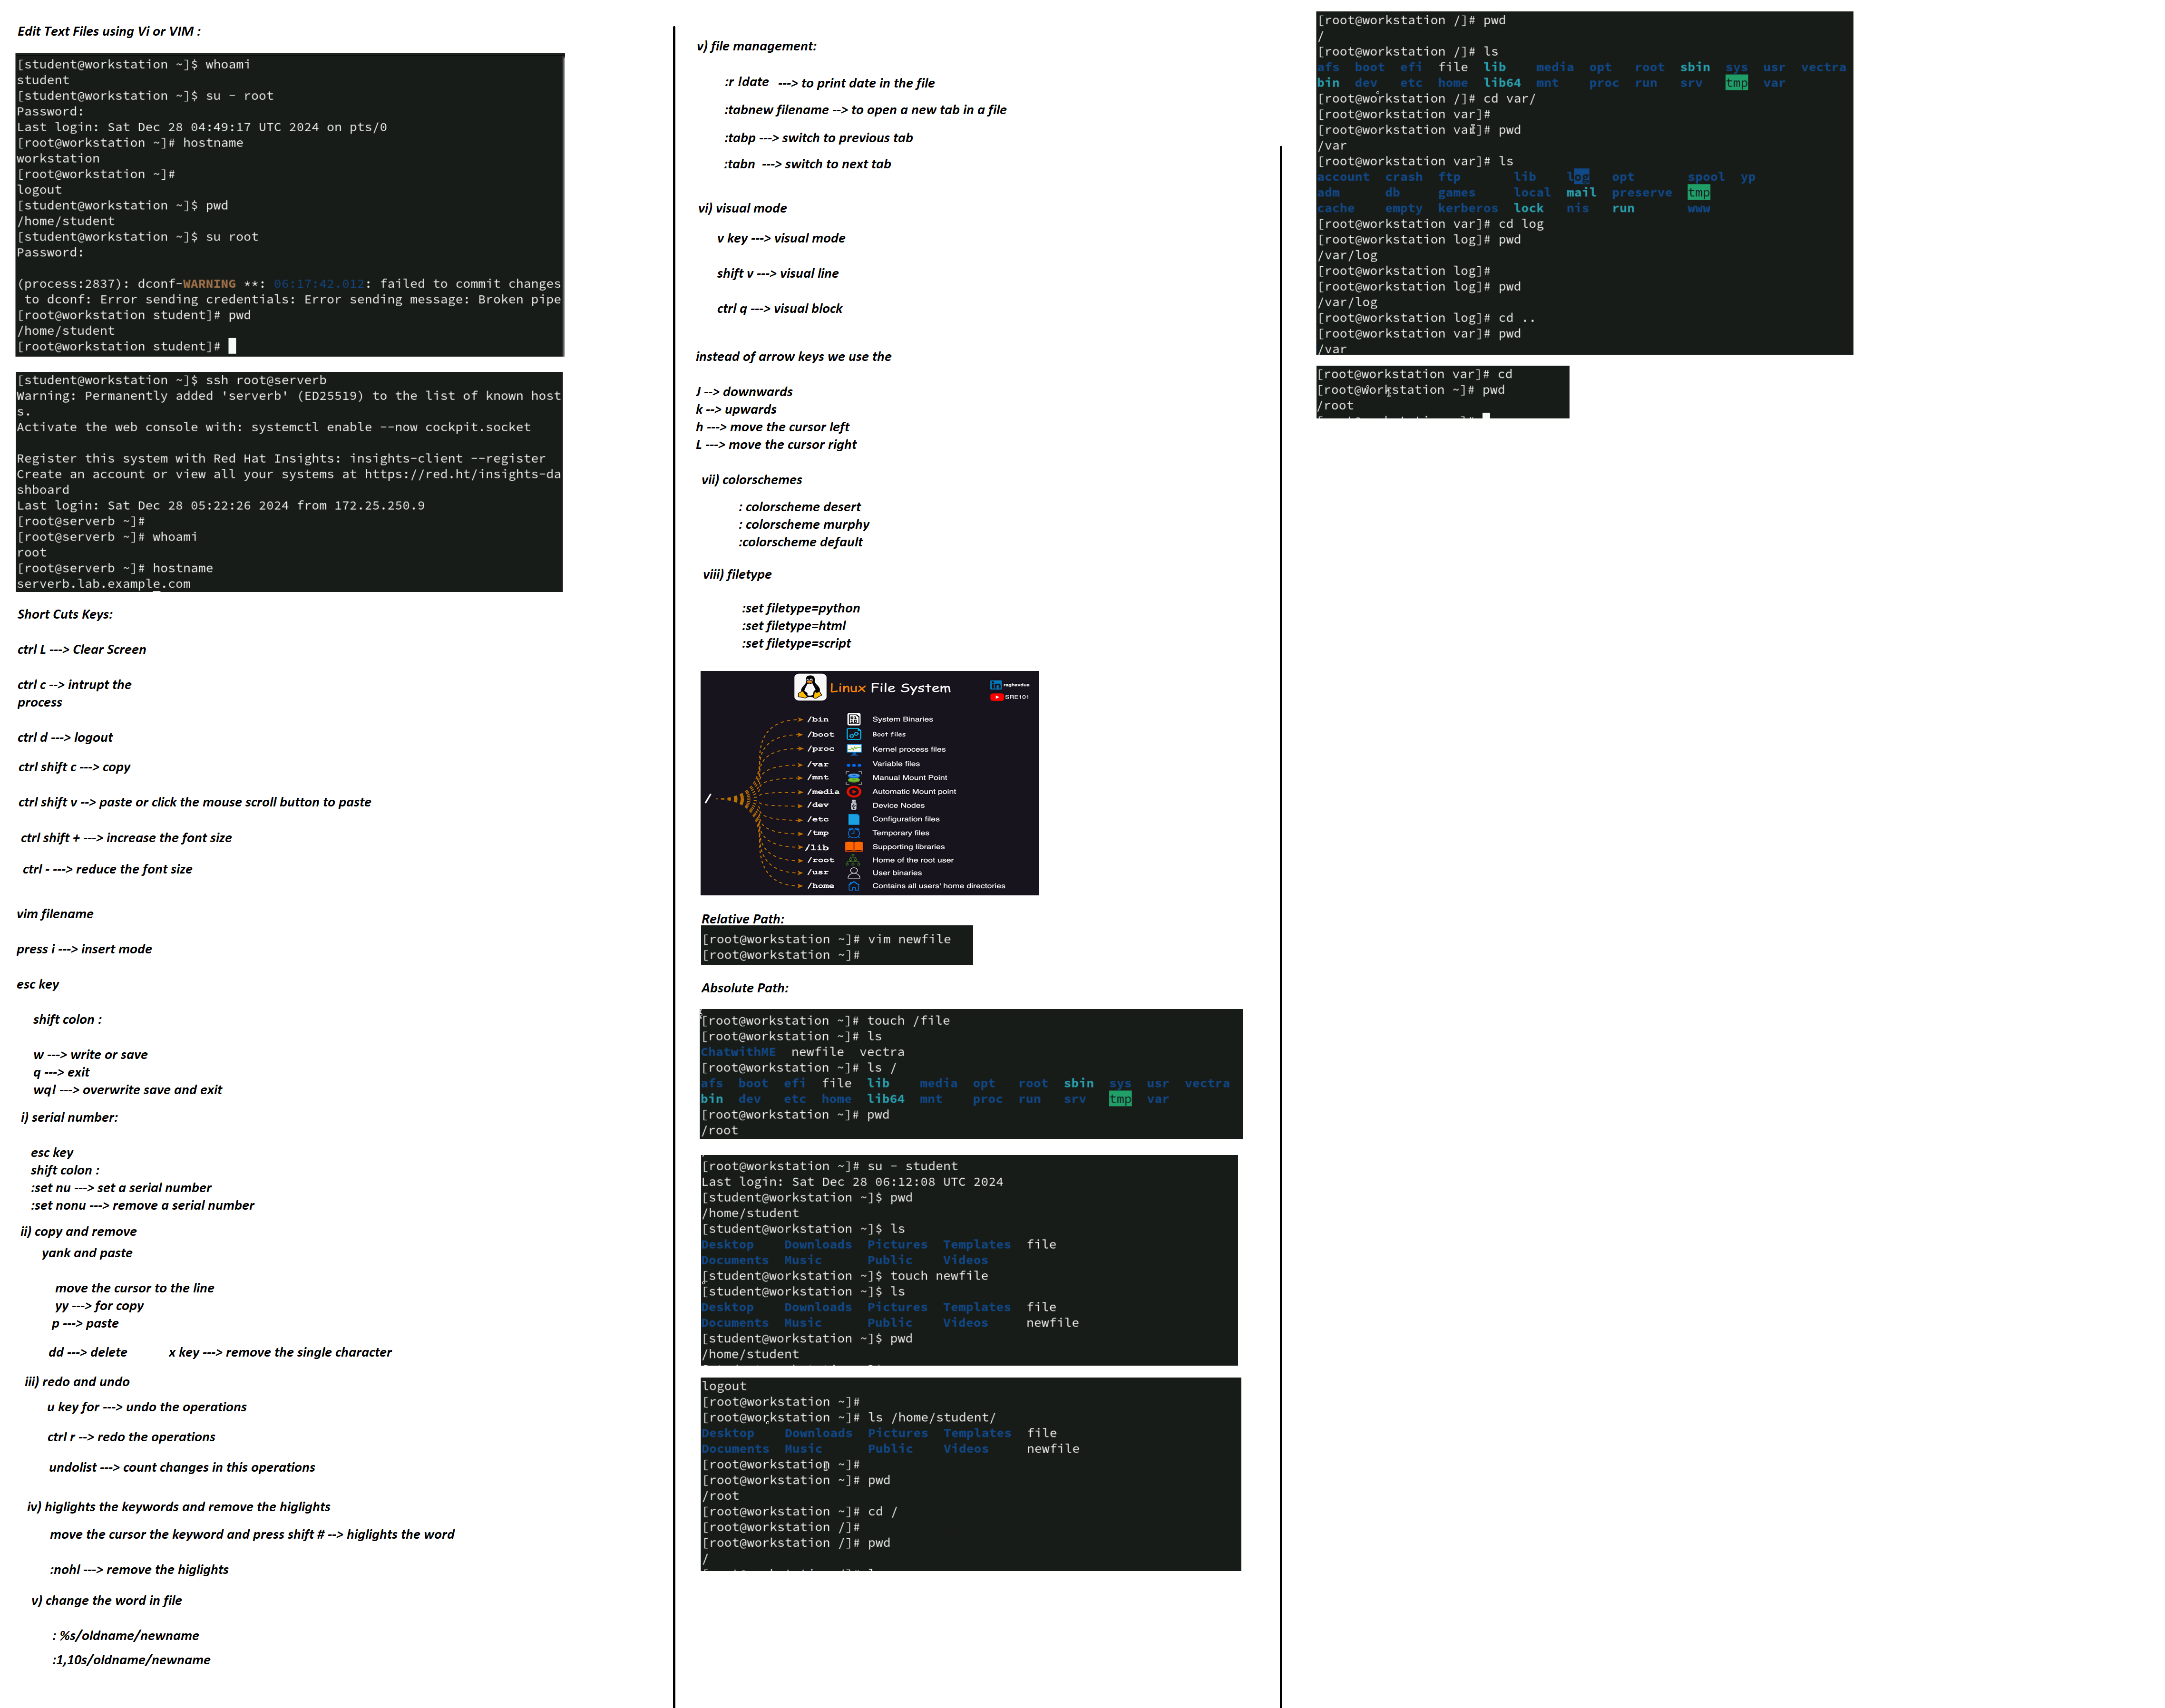 Edit Text Files using Vi or VIM :
[student@workstation ~]$ whoami
student
[student@workstation ~]$ su - root
Password:
Last login: Sat Dec 28 04:49:17 UTC 2024 on pts/0
[root@workstation ~]# hostname
workstation
[root@workstation ~]#
logout
[student@workstation ~]$ pwd
/home/student
[student@workstation ~]$ su root
Password:
(process:2837): dconf-WARNING **: 06:17:42.012: failed to commit changes
to dconf: Error sending credentials: Error sending message: Broken pipe
[root@workstation student]# pwd
/home/student
[root@workstation student]#
[student@workstation ~]$ ssh root@serverb
Warning: Permanently added 'serverb' (ED25519) to the list of known host
s.
Activate the web console with: systemctl enable --now cockpit.socket
Register this system with Red Hat Insights: insights-client --register
Create an account or view all your systems at https://red.ht/insights-da
shboard
Last login: Sat Dec 28 05:22:26 2024 from 172.25.250.9
[root@serverb ~]#
[root@serverb ~]# whoami
root
[root@serverb ~]# hostname
serverb.lab.example.com
Short Cuts Keys:
ctrl L ---> Clear Screen
ctrl c --> intrupt the
process
ctrl d ---> logout
ctrl shift c ---> copy
ctrl shift v --> paste or click the mouse scroll button to paste
ctrl shift + ---> increase the font size
ctrl - ---> reduce the font size
vim filename
press i ---> insert mode
esc key
shift colon :
w ---> write or save
q ---> exit
wq! ---> overwrite save and exit
i) serial number:
esc key
shift colon :
:set nu ---> set a serial number
:set nonu ---> remove a serial number
ii) copy and remove
yank and paste
move the cursor to the line
yy ---> for copy
p ---> paste
dd ---> delete x key ---> remove the single character
iii) redo and undo
u key for ---> undo the operations
ctrl r --> redo the operations
undolist ---> count changes in this operations
iv) higlights the keywords and remove the higlights
move the cursor the keyword and press shift # --> higlights the word
:nohl ---> remove the higlights
v) change the word in file
: %s/oldname/newname
:1,10s/oldname/newname
v) file management:
:r !date ---> to print date in the file
:tabnew filename --> to open a new tab in a file
:tabp ---> switch to previous tab
:tabn ---> switch to next tab
vi) visual mode
v key ---> visual mode
shift v ---> visual line
ctrl q ---> visual block
instead of arrow keys we use the
J --> downwards
k --> upwards
h ---> move the cursor left
L ---> move the cursor right
vii) colorschemes
: colorscheme desert
: colorscheme murphy
:colorscheme default
viii) filetype
:set filetype=python
:set filetype=html
:set filetype=script
Linux File System
raghavdua
SRE101
/
/bin System Binaries
/boot Boot files
/proc Kernel process files
/var Variable files
/mnt Manual Mount Point
/media Automatic Mount point
/dev Device Nodes
/etc Configuration files
/tmp Temporary files
/lib Supporting libraries
/root Home of the root user
/usr User binaries
/home Contains all users' home directories
Relative Path:
[root@workstation ~]# vim newfile
[root@workstation ~]#
Absolute Path:
[root@workstation ~]# touch /file
[root@workstation ~]# ls
ChatwithME newfile vectra
[root@workstation ~]# ls /
afs boot efi file lib media opt root sbin sys usr vectra
bin dev etc home lib64 mnt proc run srv tmp var
[root@workstation ~]# pwd
/root
[root@workstation ~]# su - student
Last login: Sat Dec 28 06:12:08 UTC 2024
[student@workstation ~]$ pwd
/home/student
[student@workstation ~]$ ls
Desktop Downloads Pictures Templates file
Documents Music Public Videos
[student@workstation ~]$ touch newfile
[student@workstation ~]$ ls
Desktop Downloads Pictures Templates file
Documents Music Public Videos newfile
[student@workstation ~]$ pwd
/home/student
logout
[root@workstation ~]#
[root@workstation ~]# ls /home/student/
Desktop Downloads Pictures Templates file
Documents Music Public Videos newfile
[root@workstation ~]#
[root@workstation ~]# pwd
/root
[root@workstation ~]# cd /
[root@workstation /]#
[root@workstation /]# pwd
/
[root@workstation /]# pwd
/
[root@workstation /]# ls
afs boot efi file lib media opt root sbin sys usr vectra
bin dev etc home lib64 mnt proc run srv tmp var
[root@workstation /]# cd var/
[root@workstation var]#
[root@workstation var]# pwd
/var
[root@workstation var]# ls
account crash ftp lib log opt spool yp
adm db games local mail preserve tmp
cache empty kerberos lock nis run www
[root@workstation var]# cd log
[root@workstation log]# pwd
/var/log
[root@workstation log]#
[root@workstation log]# pwd
/var/log
[root@workstation log]# cd ..
[root@workstation var]# pwd
/var
[root@workstation var]# cd
[root@workstation ~]# pwd
/root